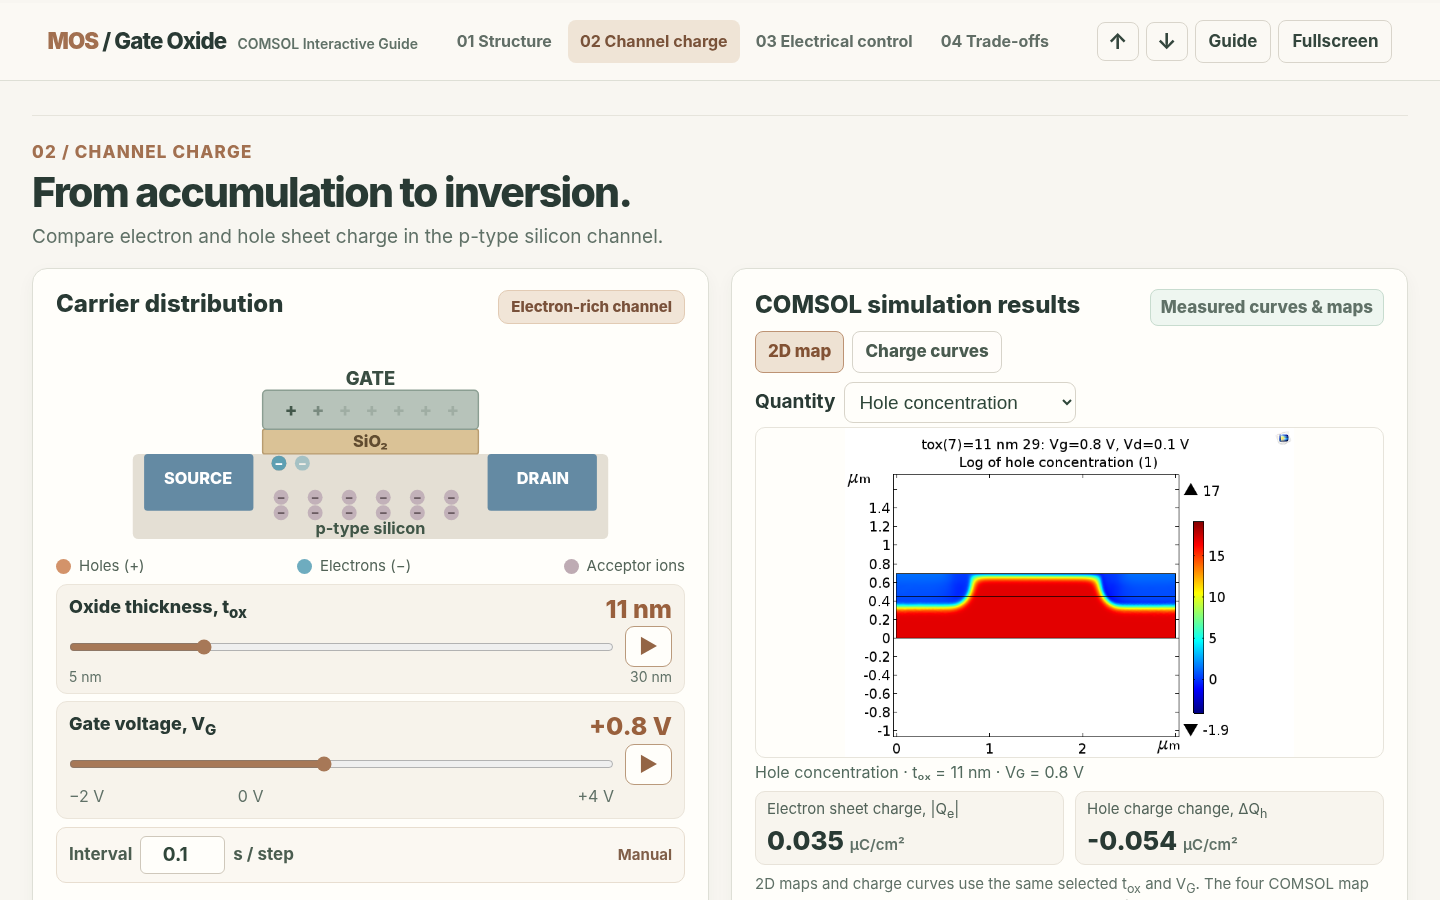 MOS / Gate Oxide COMSOL Interactive Guide 01 Structure 02 Channel charge 03 Electrical control 04 Trade-offs ↑ ↓ Guide Fullscreen
02 / CHANNEL CHARGE
From accumulation to inversion.
Compare electron and hole sheet charge in the p-type silicon channel.
Carrier distribution
Electron-rich channel
GATE
+ + + + + + +
SiO₂
− −
SOURCE
DRAIN
− − − − − −
− − − − − −
p-type silicon
Holes (+) Electrons (−) Acceptor ions
Oxide thickness, tox 11 nm
5 nm 30 nm
Gate voltage, VG +0.8 V
−2 V 0 V +4 V
Interval 0.1 s / step Manual
COMSOL simulation results
Measured curves & maps
2D map Charge curves
Quantity Hole concentration
tox(7)=11 nm 29: Vg=0.8 V, Vd=0.1 V
Log of hole concentration (1)
μm
1.4
1.2
1
0.8
0.6
0.4
0.2
0
-0.2
-0.4
-0.6
-0.8
-1
0 1 2 μm
▲ 17
15
10
5
0
▼ -1.9
Hole concentration · tₒₓ = 11 nm · VG = 0.8 V
Electron sheet charge, |Qe|
0.035 μC/cm²
Hole charge change, ΔQh
-0.054 μC/cm²
2D maps and charge curves use the same selected tox and VG. The four COMSOL map